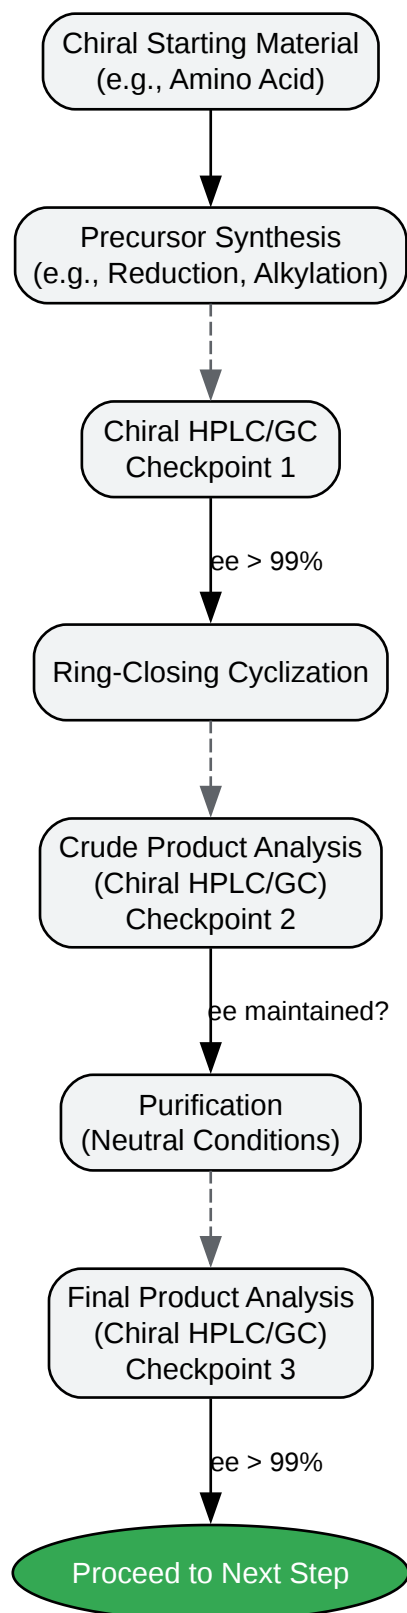 Chiral Starting Material
(e.g., Amino Acid)
Precursor Synthesis
(e.g., Reduction, Alkylation)
Chiral HPLC/GC
Checkpoint 1
ee > 99%
Ring-Closing Cyclization
Crude Product Analysis
(Chiral HPLC/GC)
Checkpoint 2
ee maintained?
Purification
(Neutral Conditions)
Final Product Analysis
(Chiral HPLC/GC)
Checkpoint 3
ee > 99%
Proceed to Next Step